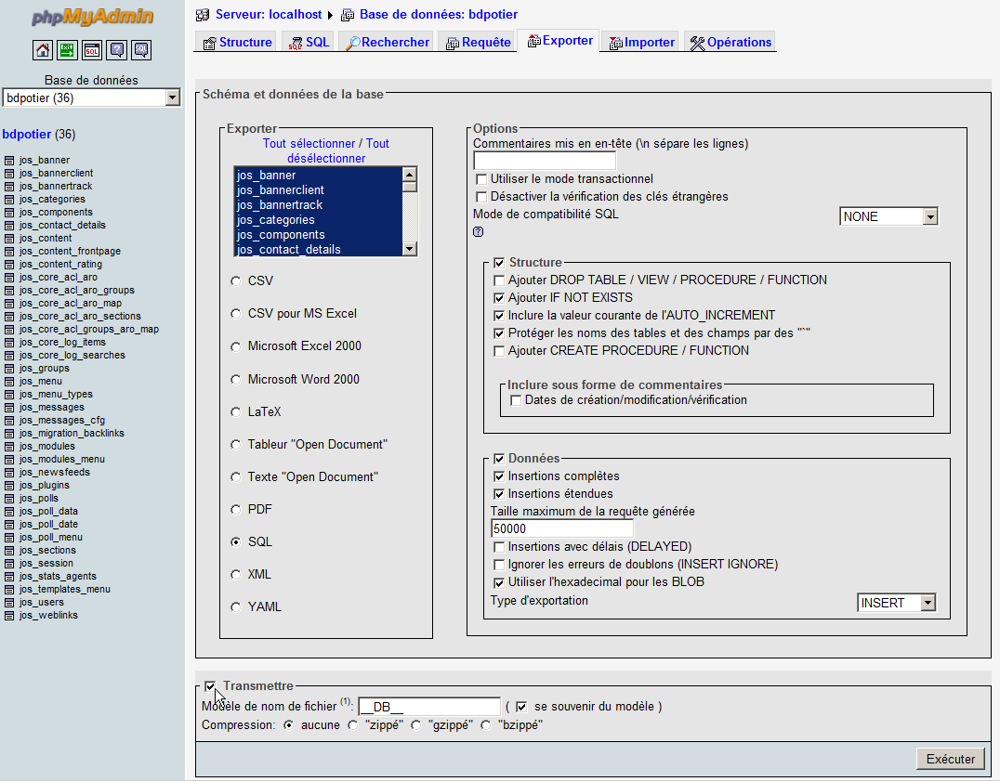 phpMyAdmin
SQL
SQL
Base de données
bdpotier (36)
bdpotier (36)
jos_banner
jos_bannerclient
jos_bannertrack
jos_categories
jos_components
jos_contact_details
jos_content
jos_content_frontpage
jos_content_rating
jos_core_acl_aro
jos_core_acl_aro_groups
jos_core_acl_aro_map
jos_core_acl_aro_sections
jos_core_acl_groups_aro_map
jos_core_log_items
jos_core_log_searches
jos_groups
jos_menu
jos_menu_types
jos_messages
jos_messages_cfg
jos_migration_backlinks
jos_modules
jos_modules_menu
jos_newsfeeds
jos_plugins
jos_polls
jos_poll_data
jos_poll_date
jos_poll_menu
jos_sections
jos_session
jos_stats_agents
jos_templates_menu
jos_users
jos_weblinks
Serveur: localhost Base de données: bdpotier
Structure SQL Rechercher Requête Exporter Importer Opérations
Schéma et données de la base
Exporter
Tout sélectionner / Tout
désélectionner
jos_banner
jos_bannerclient
jos_bannertrack
jos_categories
jos_components
jos_contact_details
CSV
CSV pour MS Excel
Microsoft Excel 2000
Microsoft Word 2000
LaTeX
Tableur "Open Document"
Texte "Open Document"
PDF
SQL
XML
YAML
Options
Commentaires mis en en-tête (\n sépare les lignes)
Utiliser le mode transactionnel
Désactiver la vérification des clés étrangères
Mode de compatibilité SQL NONE
?
Structure
Ajouter DROP TABLE / VIEW / PROCEDURE / FUNCTION
Ajouter IF NOT EXISTS
Inclure la valeur courante de l'AUTO_INCREMENT
Protéger les noms des tables et des champs par des "`"
Ajouter CREATE PROCEDURE / FUNCTION
Inclure sous forme de commentaires
Dates de création/modification/vérification
Données
Insertions complètes
Insertions étendues
Taille maximum de la requête générée
50000
Insertions avec délais (DELAYED)
Ignorer les erreurs de doublons (INSERT IGNORE)
Utiliser l'hexadecimal pour les BLOB
Type d'exportation INSERT
Transmettre
Modèle de nom de fichier (1): __DB__ ( se souvenir du modèle )
Compression: aucune "zippé" "gzippé" "bzippé"
Exécuter